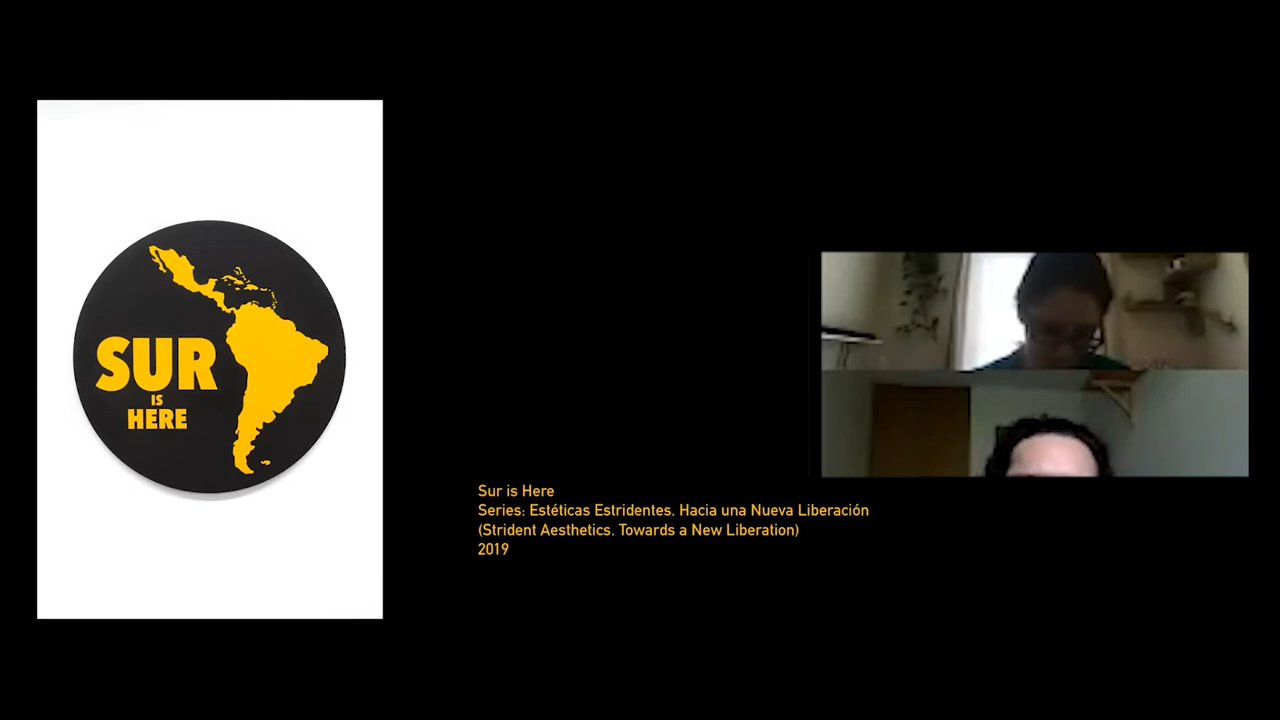 SUR
IS
HERE
Sur is Here
Series: Estéticas Estridentes. Hacia una Nueva Liberación
(Strident Aesthetics. Towards a New Liberation)
2019